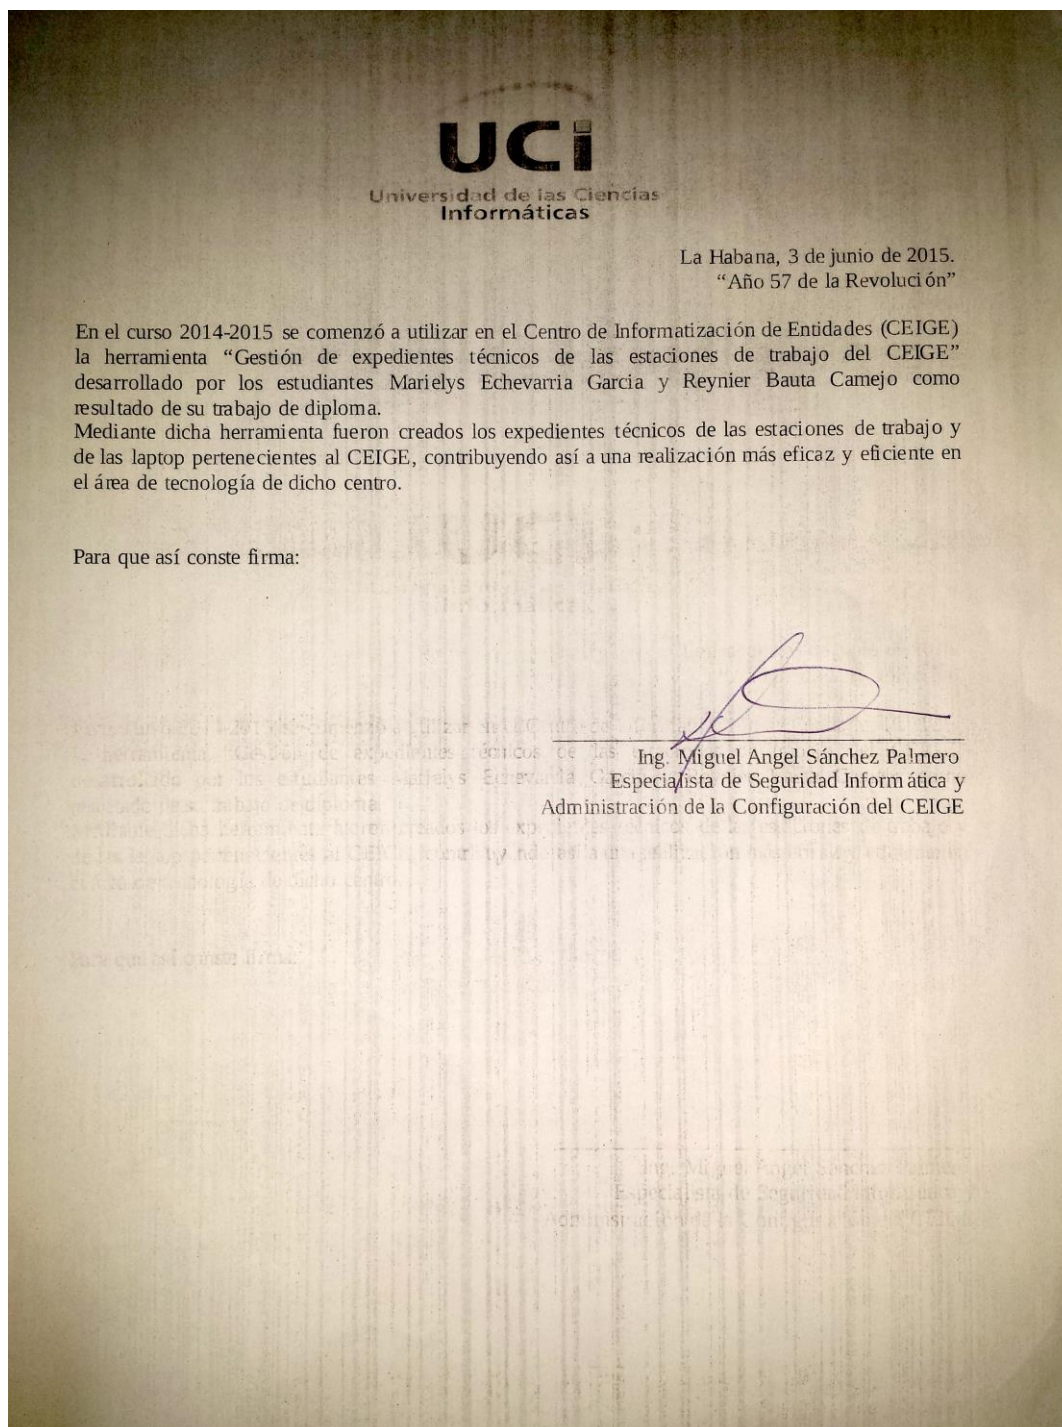 UCi
Universidad de las Ciencias
Informáticas
La Habana, 3 de junio de 2015.
“Año 57 de la Revolución”
En el curso 2014-2015 se comenzó a utilizar en el Centro de Informatización de Entidades (CEIGE)
la herramienta “Gestión de expedientes técnicos de las estaciones de trabajo del CEIGE”
desarrollado por los estudiantes Marielys Echevarria Garcia y Reynier Bauta Camejo como
resultado de su trabajo de diploma.
Mediante dicha herramienta fueron creados los expedientes técnicos de las estaciones de trabajo y
de las laptop pertenecientes al CEIGE, contribuyendo así a una realización más eficaz y eficiente en
el área de tecnología de dicho centro.
Para que así conste firma:
Ing. Miguel Angel Sánchez Palmero
Especialista de Seguridad Informática y
Administración de la Configuración del CEIGE